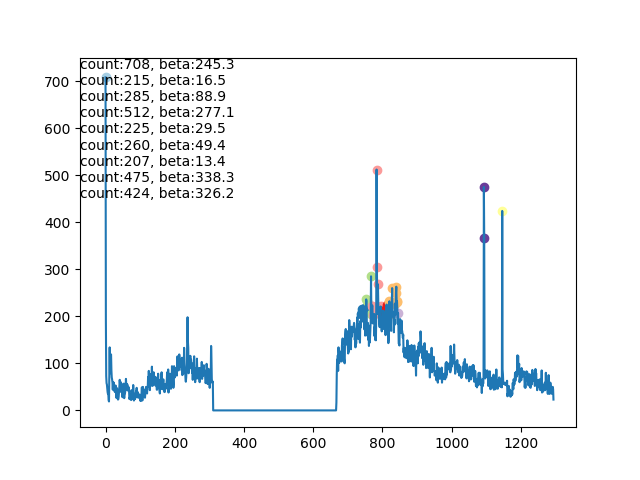 count:708, beta:245.3
count:215, beta:16.5
count:285, beta:88.9
count:512, beta:277.1
count:225, beta:29.5
count:260, beta:49.4
count:207, beta:13.4
count:475, beta:338.3
count:424, beta:326.2
700
600
500
400
300
200
100
0
0 200 400 600 800 1000 1200